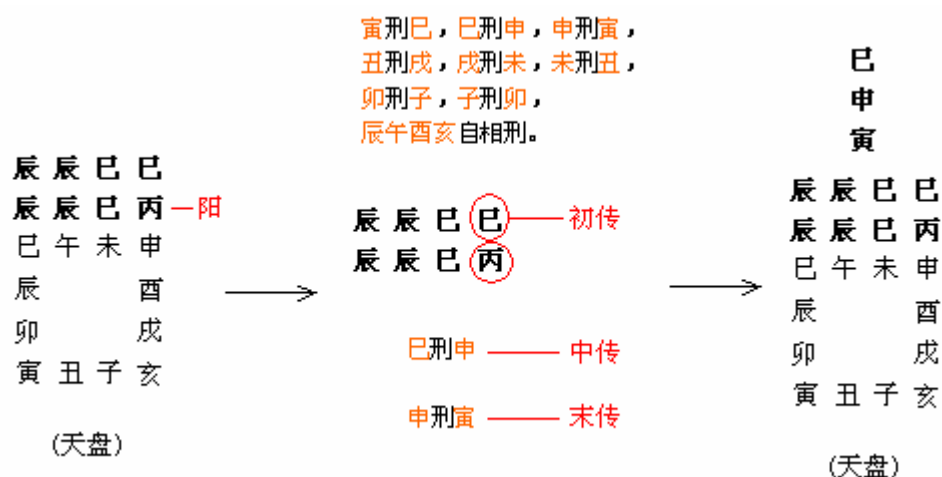 寅刑巳，巳刑申，申刑寅，
丑刑戌，戌刑未，未刑丑，
卯刑子，子刑卯，
辰午酉亥自相刑。
辰 辰 巳 巳
辰 辰 巳 丙 阳
巳 午 未 申
辰 酉
卯 戌
寅 丑 子 亥
(天盘)
辰 辰 巳 巳 初传
辰 辰 巳 丙
巳刑申 中传
申刑寅 末传
巳
申
寅
辰 辰 巳 巳
辰 辰 巳 丙
巳 午 未 申
辰 酉
卯 戌
寅 丑 子 亥
(天盘)